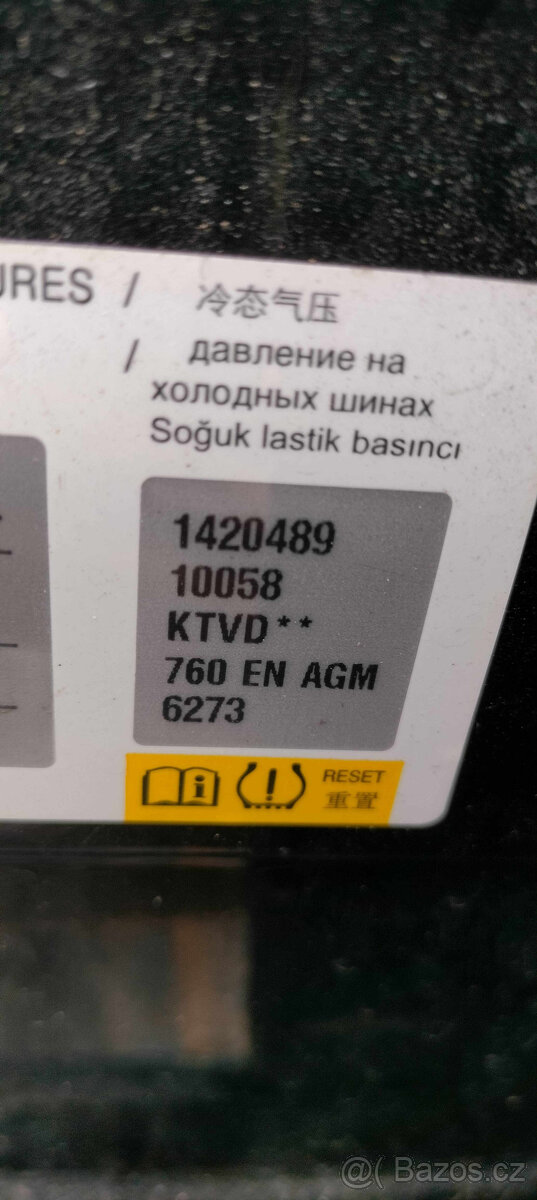 URES / 冷态气压
/ давление на
холодных шинах
Soğuk lastik basıncı
1420489
10058
KTVD**
760 EN AGM
6273
RESET
重置
@ Bazos.cz